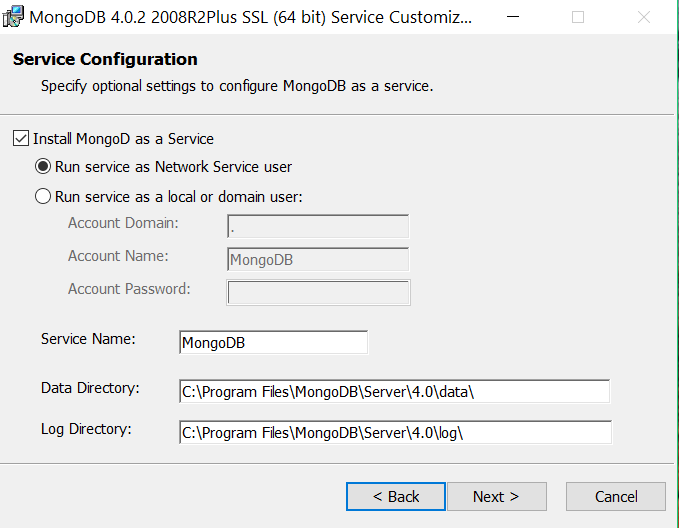 MongoDB 4.0.2 2008R2Plus SSL (64 bit) Service Customiz...
Service Configuration
Specify optional settings to configure MongoDB as a service.
Install MongoD as a Service
Run service as Network Service user
Run service as a local or domain user:
Account Domain: .
Account Name: MongoDB
Account Password:
Service Name: MongoDB
Data Directory: C:\Program Files\MongoDB\Server\4.0\data\
Log Directory: C:\Program Files\MongoDB\Server\4.0\log\
< Back Next > Cancel